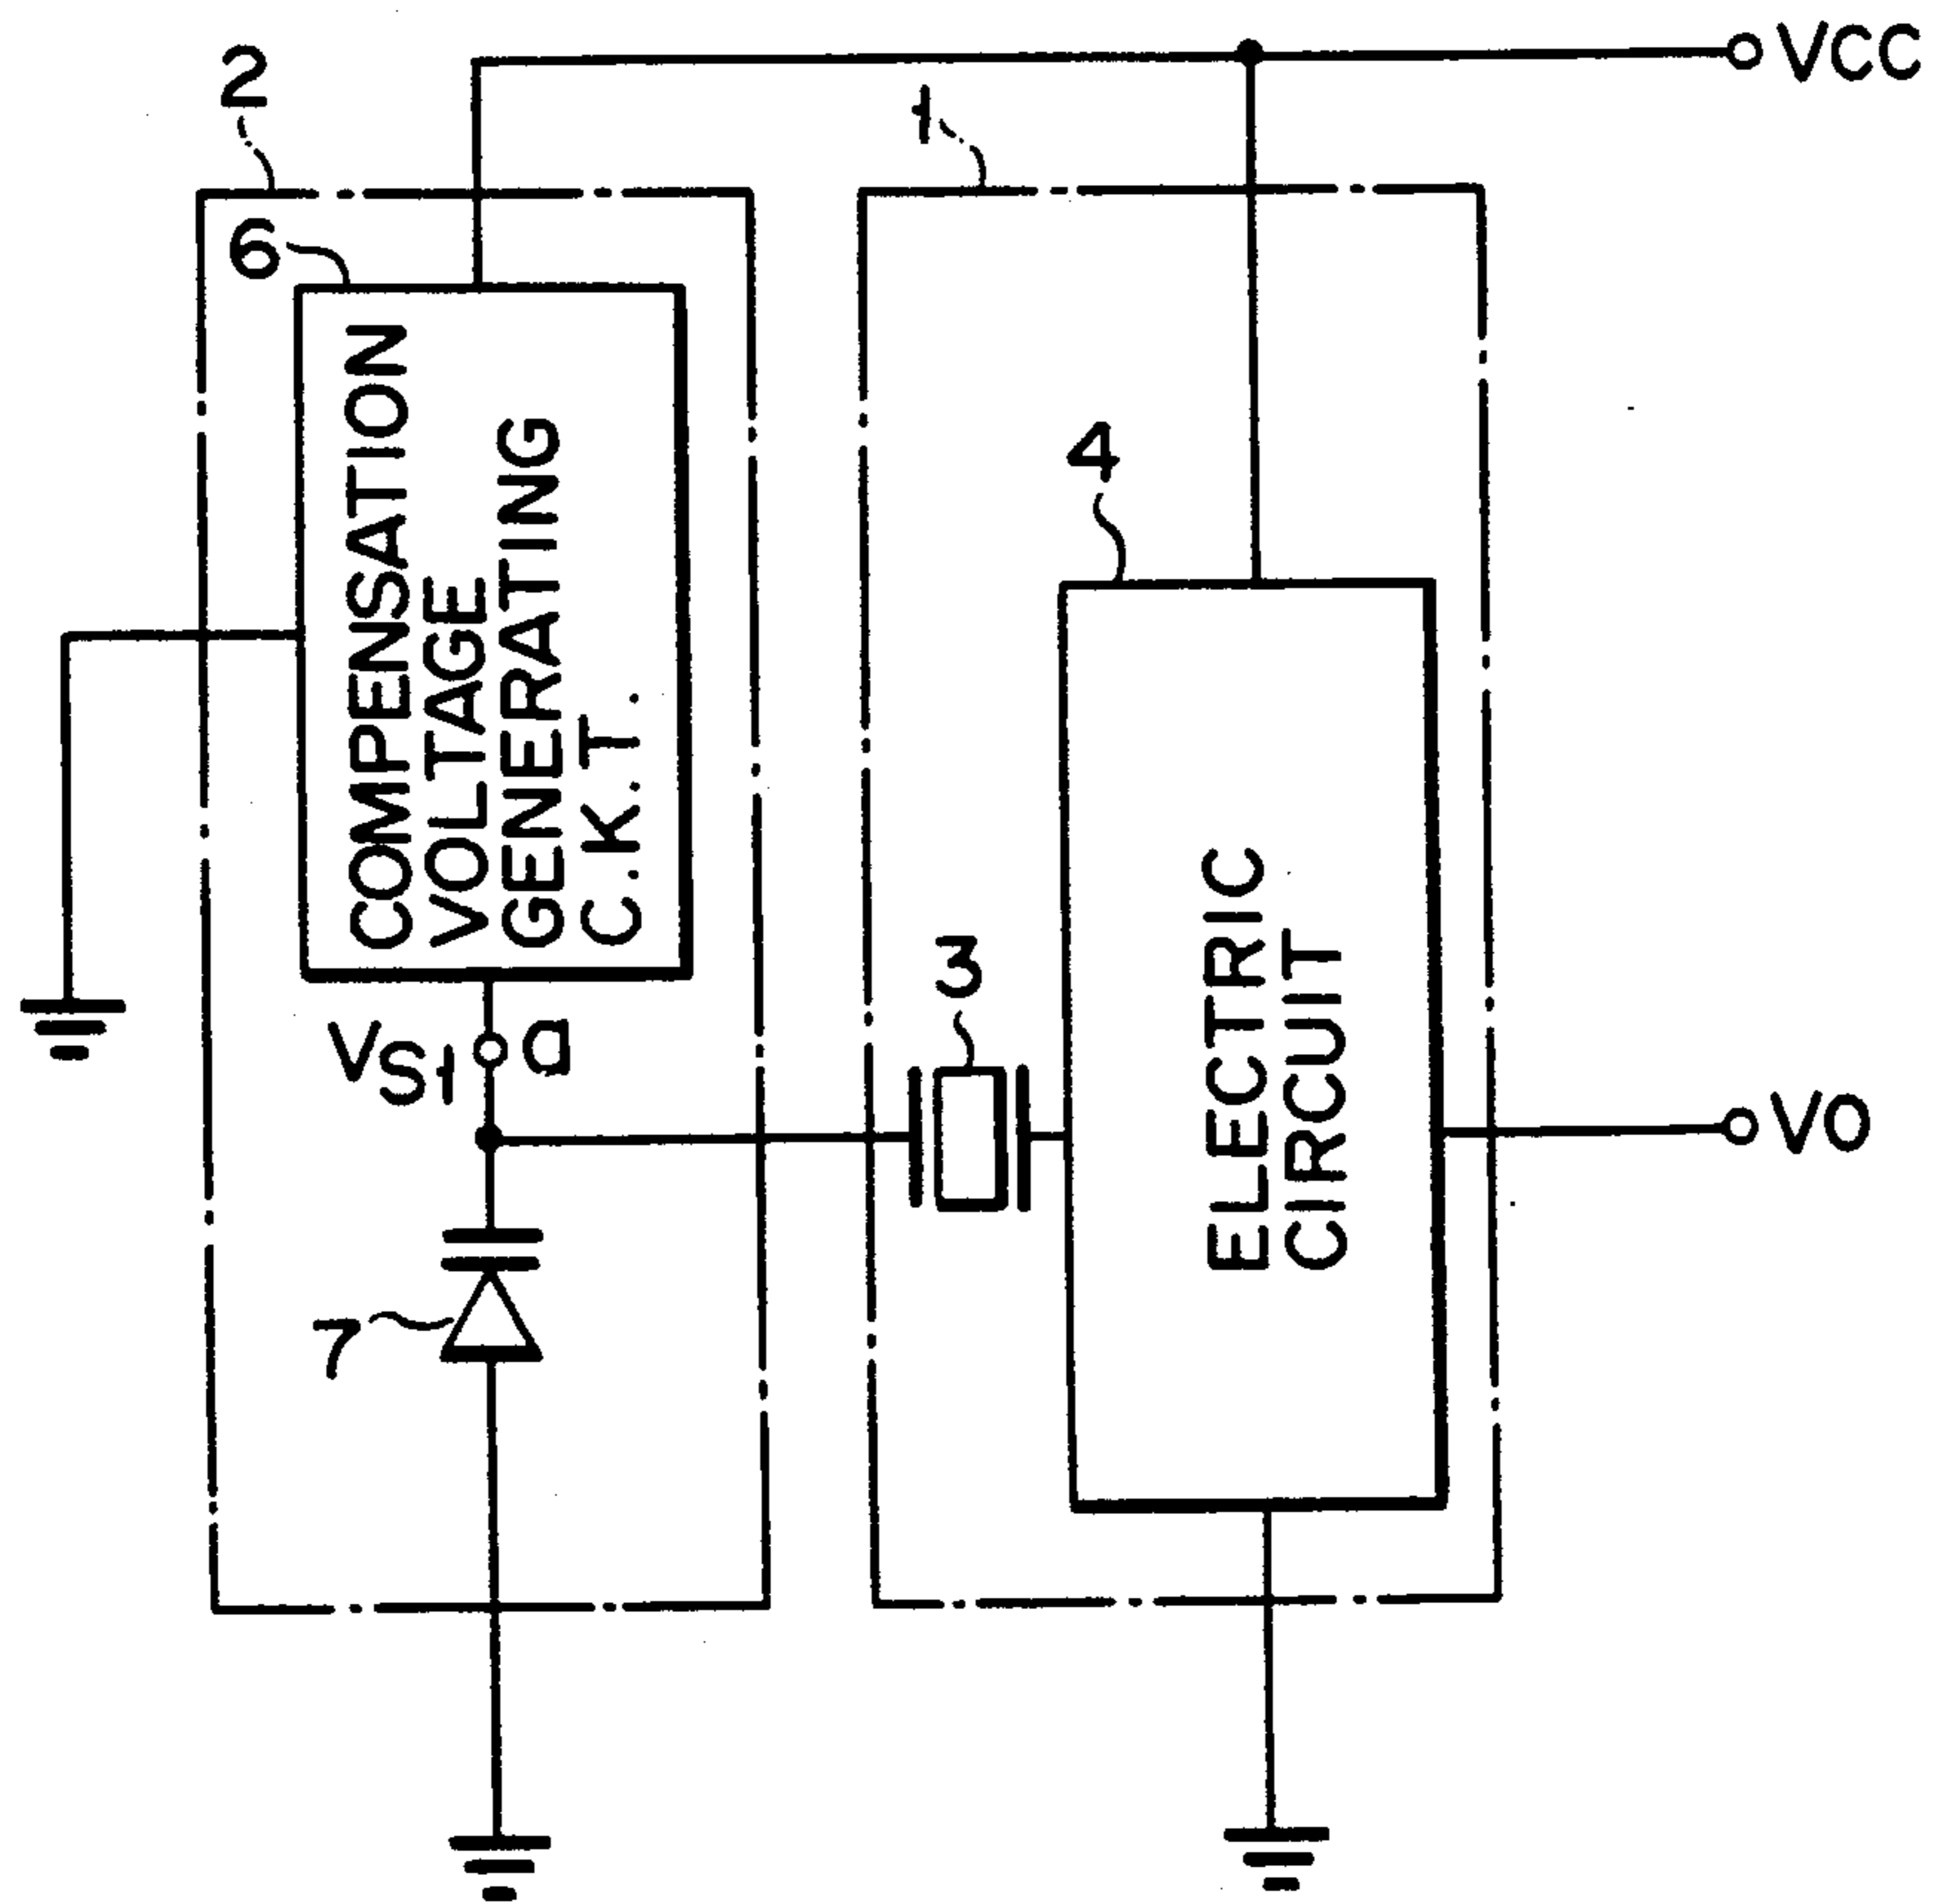 VCC
2
1
6
COMPENSATION
VOLTAGE
GENERATING
C.K.T.
4
3
ELECTRIC
CIRCUIT
VS1
a
VO
7